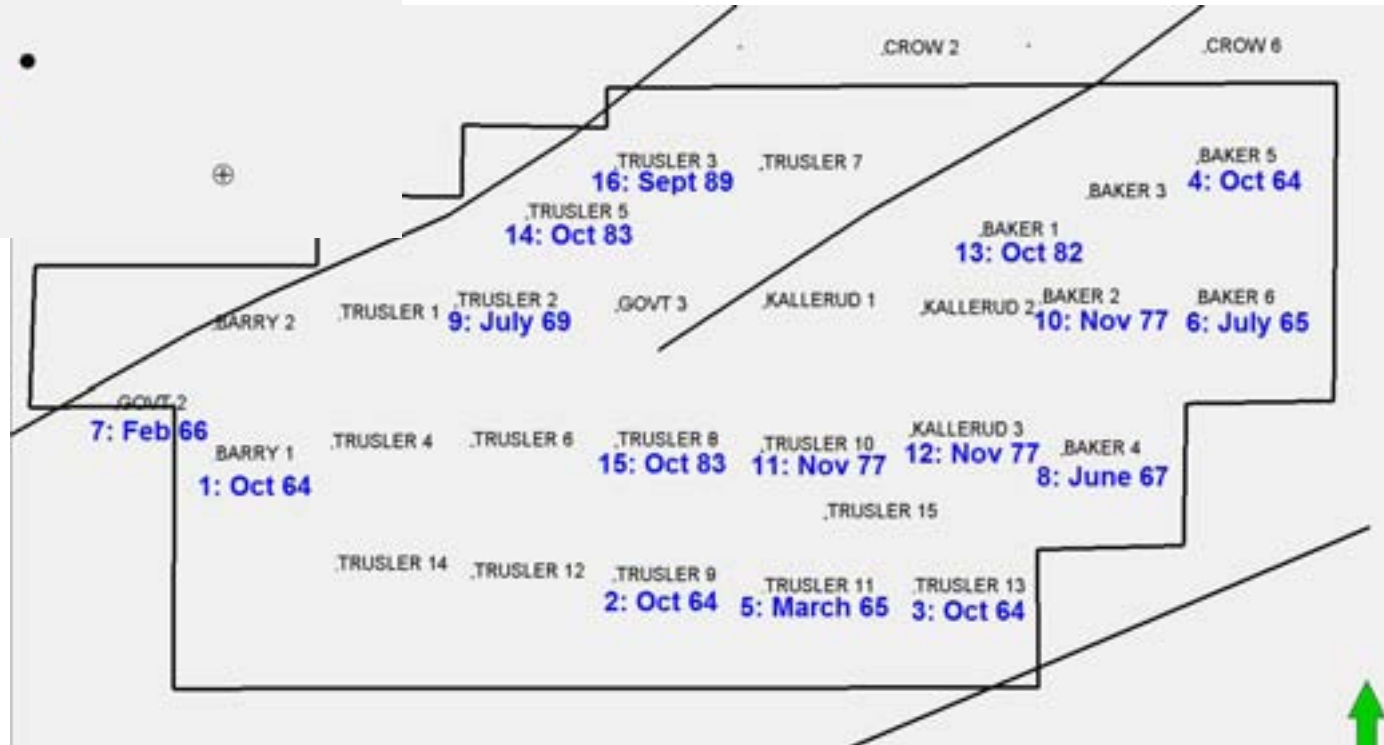 CROW 2
CROW 6
TRUSLER 3
16: Sept 89
TRUSLER 7
BAKER 5
4: Oct 64
BAKER 3
TRUSLER 5
14: Oct 83
BAKER 1
13: Oct 82
BARRY 2
TRUSLER 1
TRUSLER 2
9: July 69
GOVT 3
KALLERUD 1
KALLERUD 2
BAKER 2
10: Nov 77
BAKER 6
6: July 65
GOVT 2
7: Feb 66
BARRY 1
1: Oct 64
TRUSLER 4
TRUSLER 6
TRUSLER 8
15: Oct 83
TRUSLER 10
11: Nov 77
KALLERUD 3
12: Nov 77
BAKER 4
8: June 67
TRUSLER 15
TRUSLER 14
TRUSLER 12
TRUSLER 9
2: Oct 64
TRUSLER 11
5: March 65
TRUSLER 13
3: Oct 64